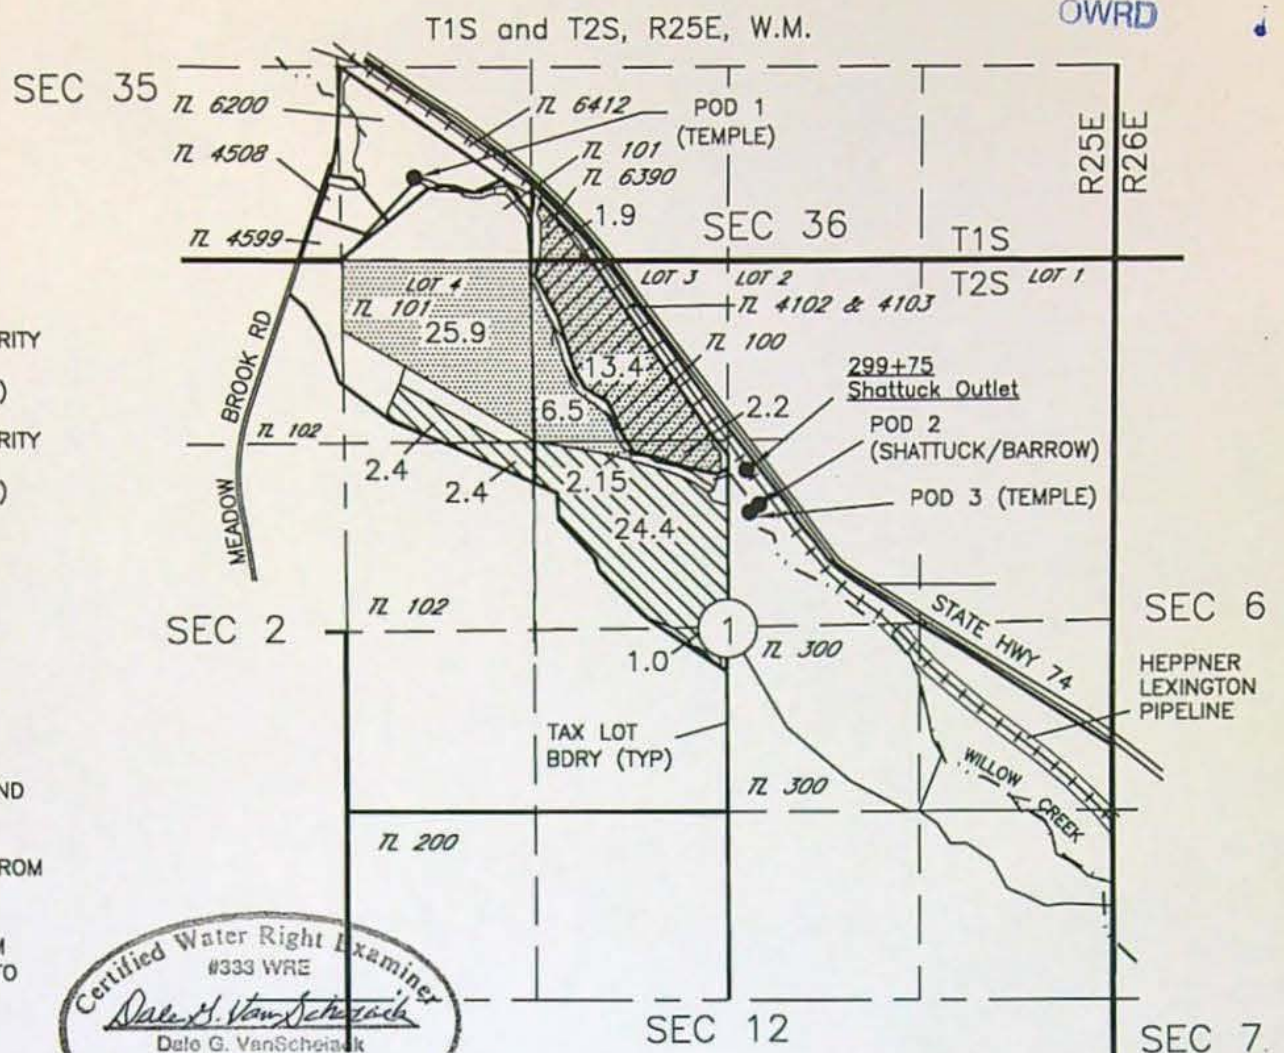 OWRD
T1S and T2S, R25E, W.M.
SEC 35
TL 6200
TL 6412
POD 1
(TEMPLE)
TL 4508
TL 101
TL 6390
R25E
R26E
1.9
SEC 36
TL 4599
T1S
LOT 4
LOT 3
LOT 2
T2S
LOT 1
TL 101
TL 4102 & 4103
25.9
RITY
BROOK RD
TL 100
13.4
299+75
Shattuck Outlet
)
6.5
2.2
RITY
TL 102
POD 2
(SHATTUCK/BARROW)
2.4
2.4
2.15
)
POD 3 (TEMPLE)
24.4
MEADOW
TL 102
STATE HWY 74
SEC 6
SEC 2
1
TL 300
1.0
HEPPNER
LEXINGTON
PIPELINE
TAX LOT
BDRY (TYP)
WILLOW
CREEK
TL 300
ND
TL 200
ROM
M
TO
Certified Water Right Examiner
#333 WRE
Dale G. VanScheiack
Dale G. VanScheiack
SEC 12
SEC 7